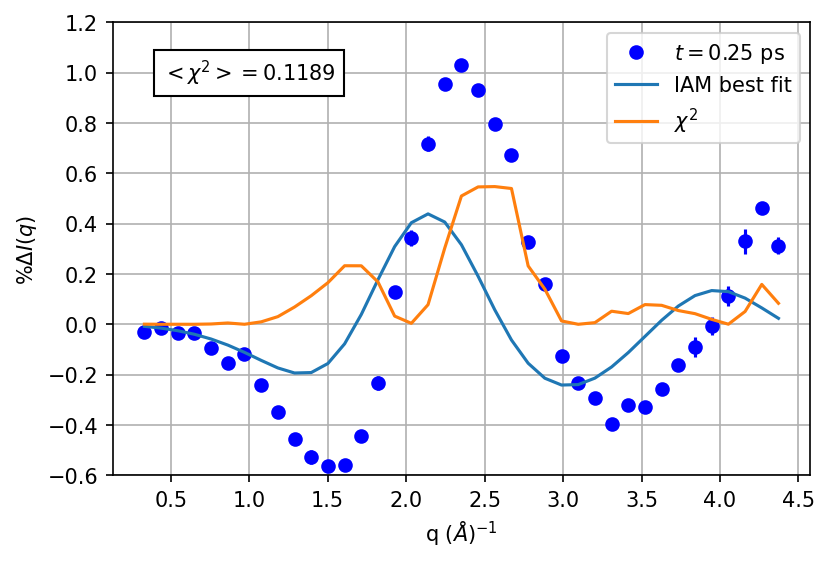 1.2
1.0
0.8
0.6
0.4
0.2
0.0
−0.2
−0.4
−0.6
%ΔI(q)
<χ²>=0.1189
t = 0.25 ps
IAM best fit
χ²
0.5 1.0 1.5 2.0 2.5 3.0 3.5 4.0 4.5
q (Å)⁻¹